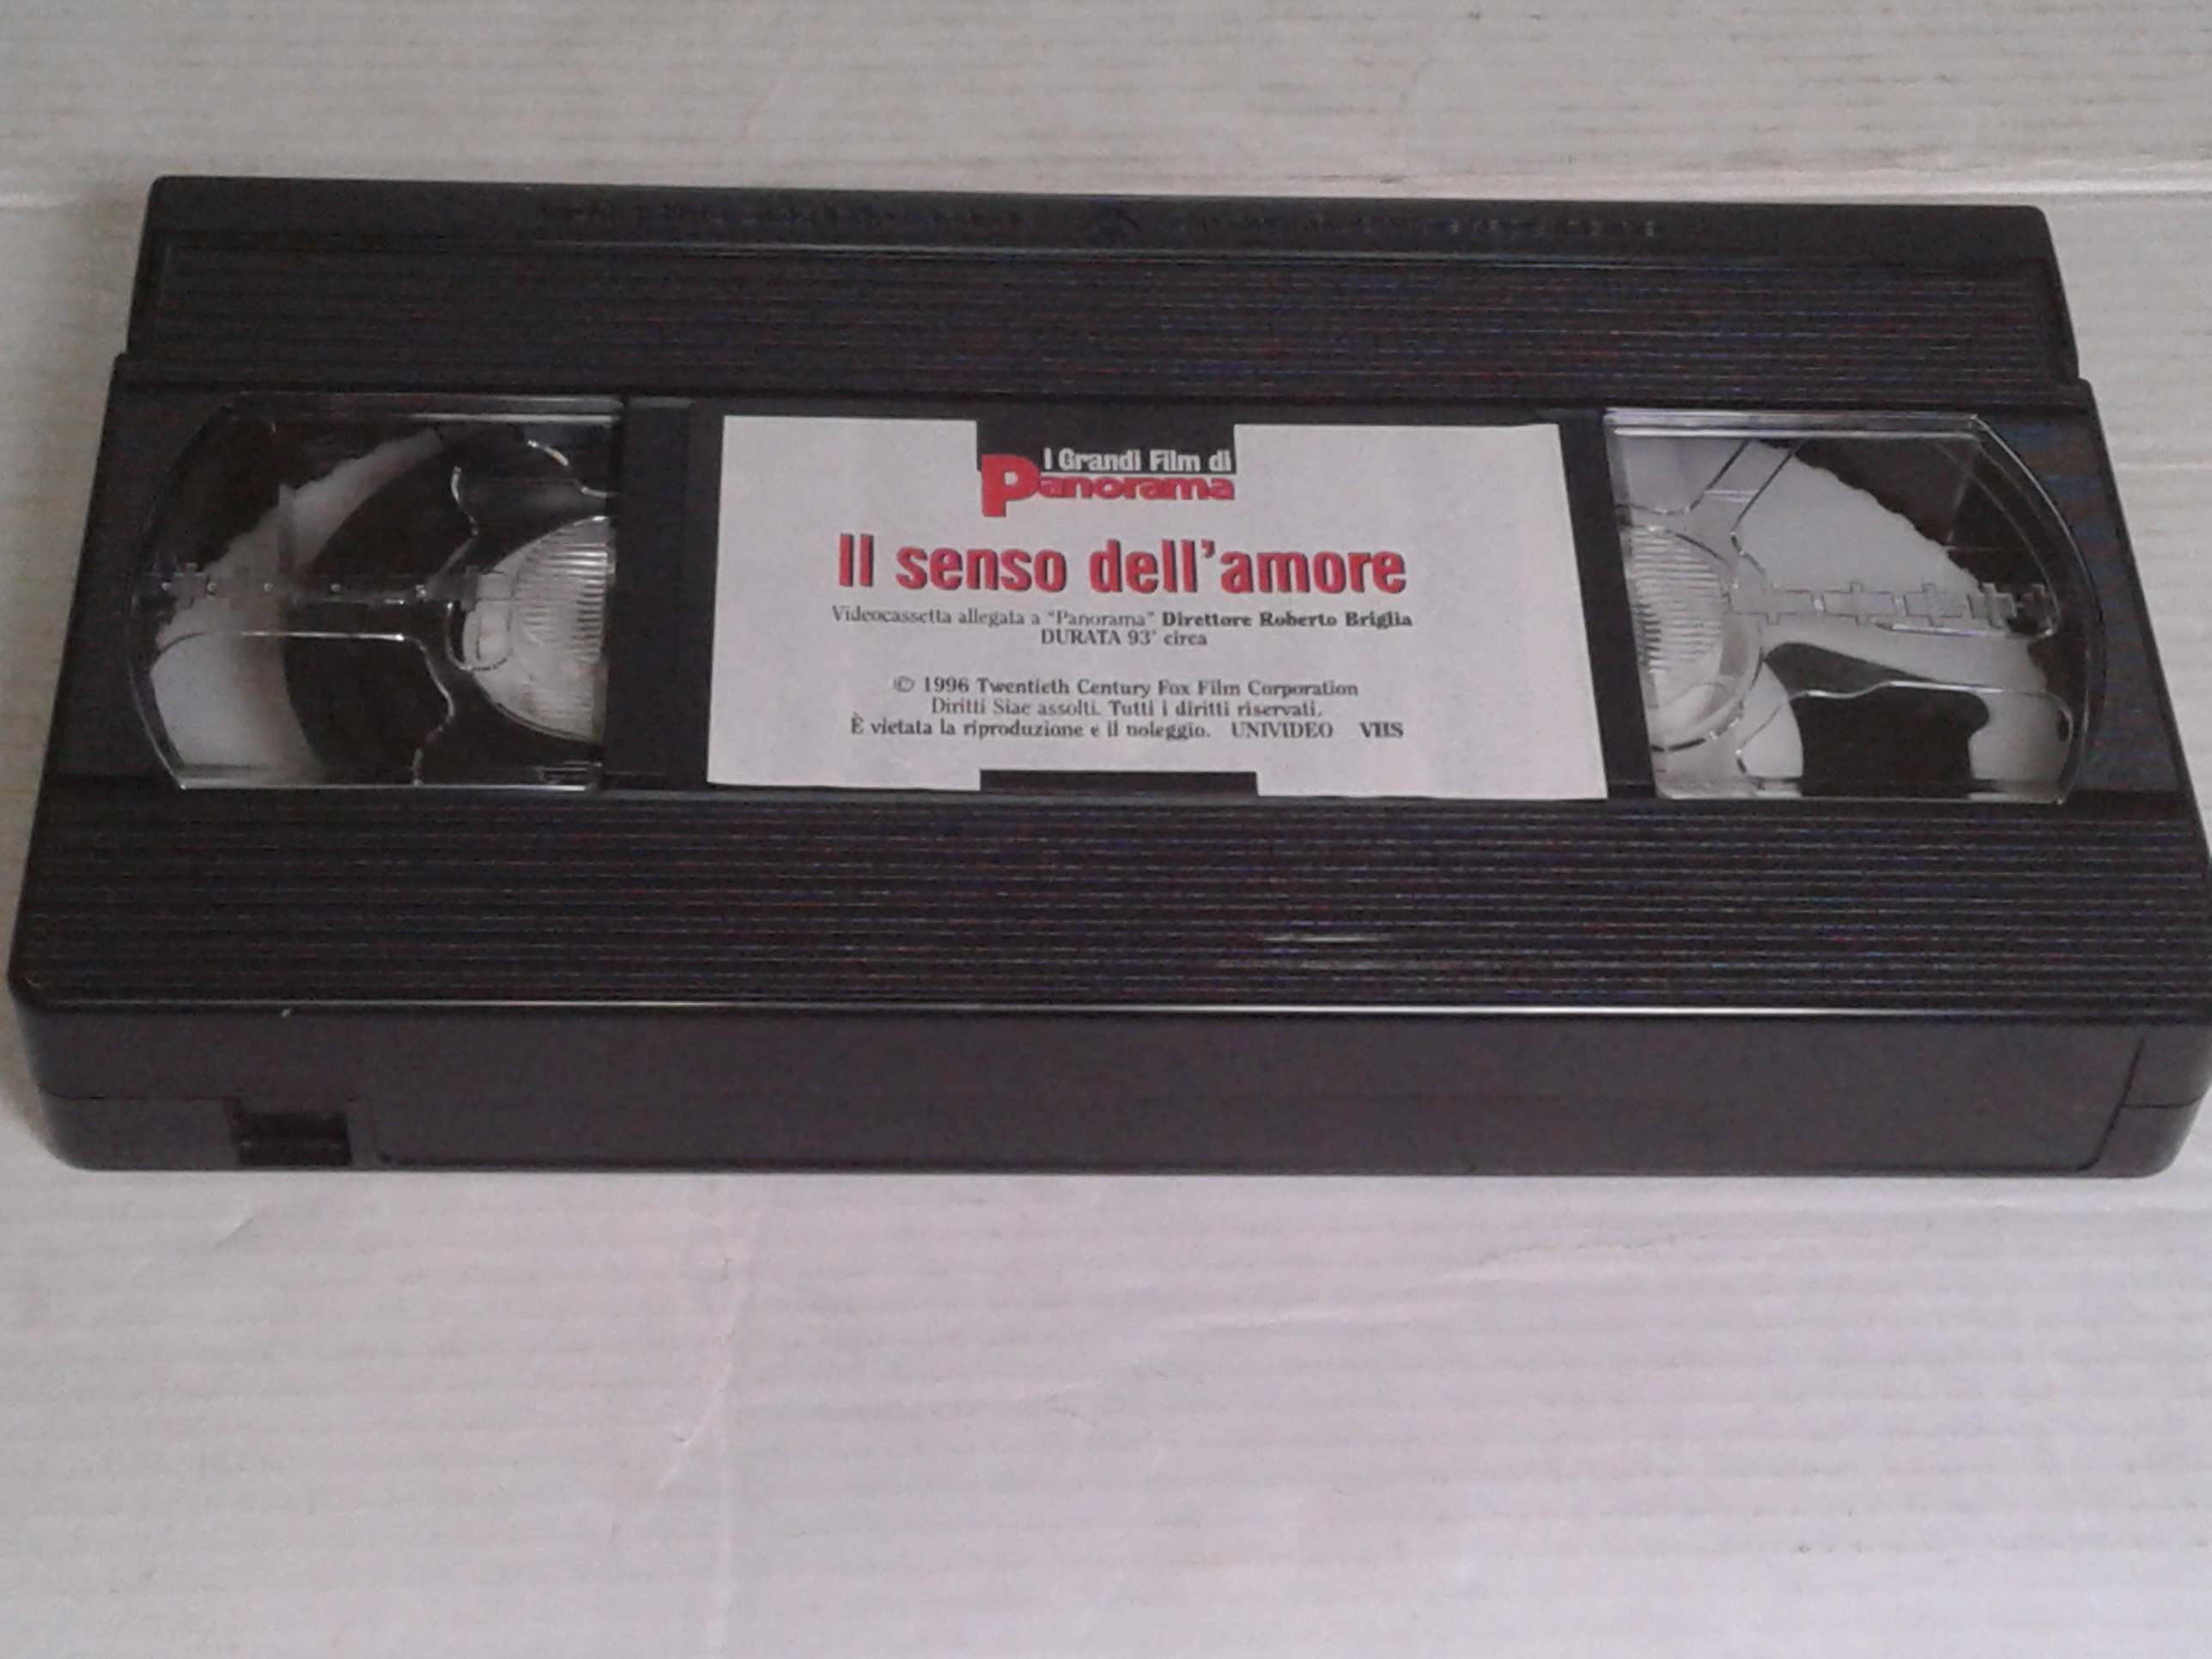 I Grandi Film di
Panorama
Il senso dell'amore
Videocassetta allegata a "Panorama" Direttore Roberto Briglia
DURATA 93' circa
© 1996 Twentieth Century Fox Film Corporation
Diritti Siae assolti. Tutti i diritti riservati.
È vietata la riproduzione e il noleggio. UNIVIDEO VHS